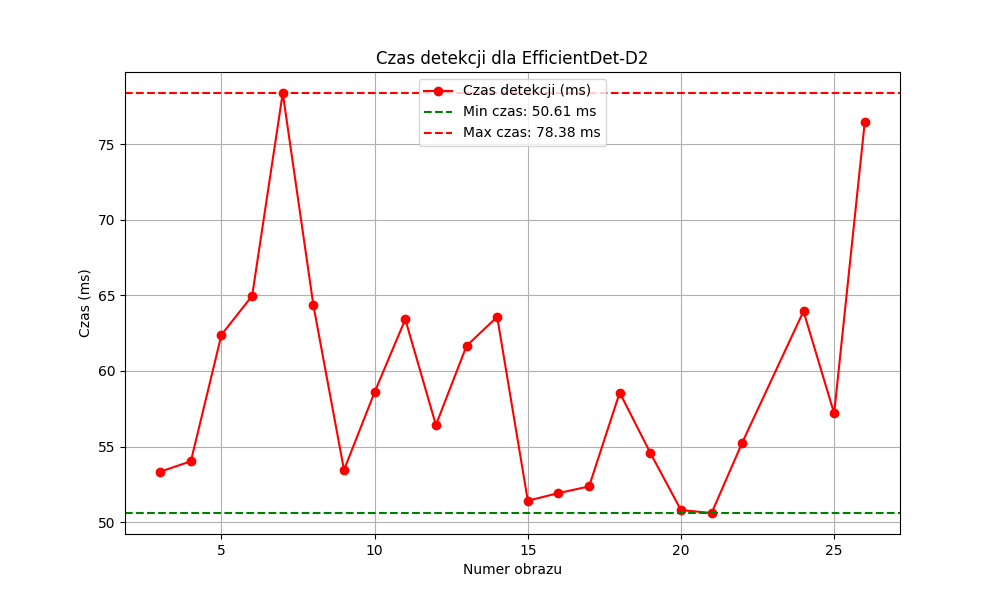 Czas detekcji dla EfficientDet-D2
Czas detekcji (ms)
Min czas: 50.61 ms
Max czas: 78.38 ms
Czas (ms)
75
70
65
60
55
50
5 10 15 20 25
Numer obrazu